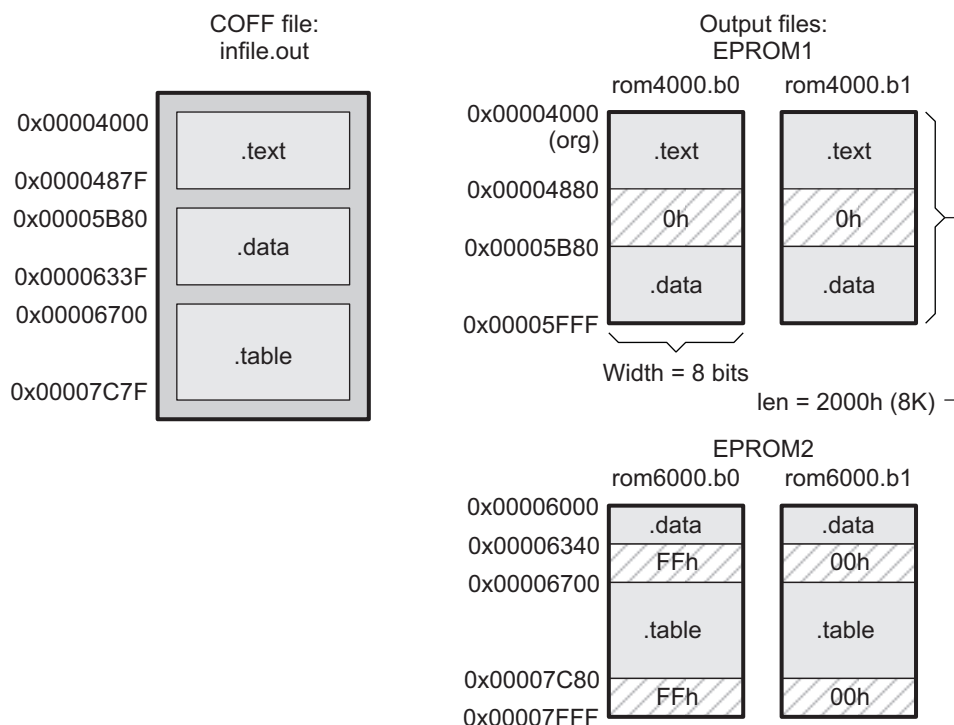 COFF file:
infile.out
0x00004000
.text
0x0000487F
0x00005B80
.data
0x0000633F
0x00006700
.table
0x00007C7F
Output files:
EPROM1
rom4000.b0 rom4000.b1
0x00004000
(org)
.text .text
0x00004880
0h 0h
0x00005B80
.data .data
0x00005FFF
Width = 8 bits
len = 2000h (8K)
EPROM2
rom6000.b0 rom6000.b1
0x00006000
.data .data
0x00006340
FFh 00h
0x00006700
.table .table
0x00007C80
FFh 00h
0x00007FFF